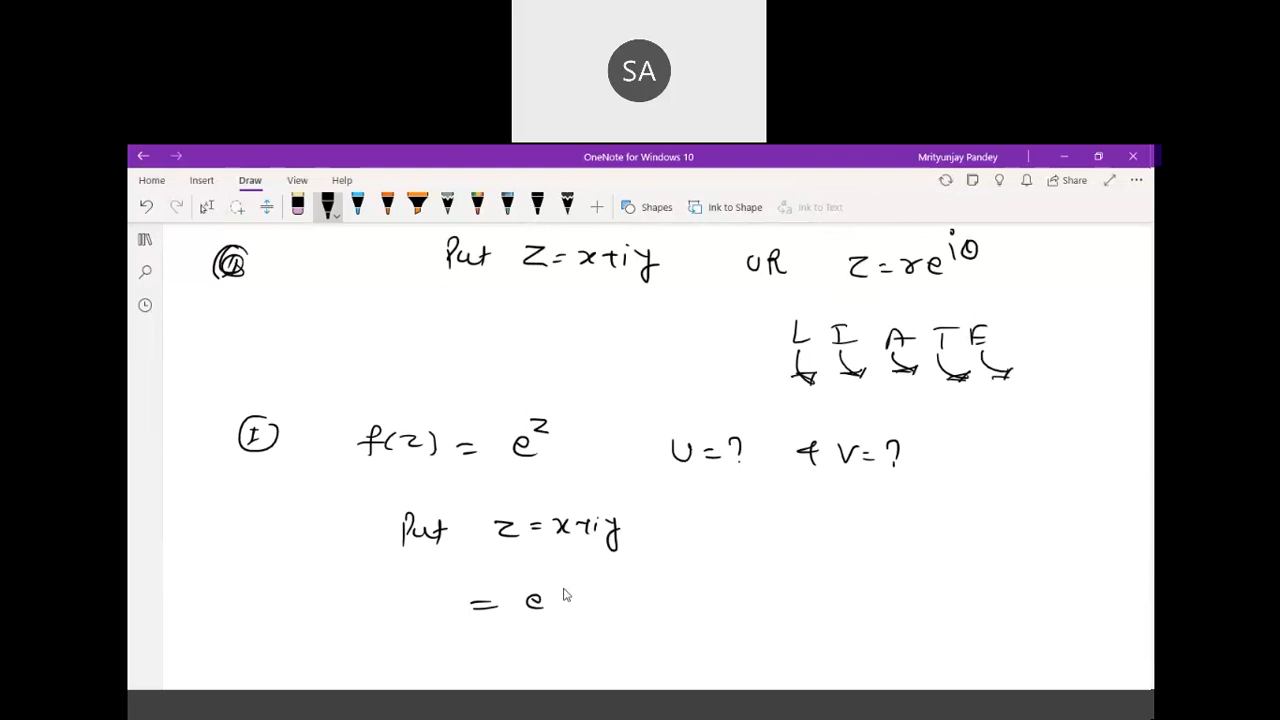 SA
OneNote for Windows 10 Mrityunjay Pandey
Home Insert Draw View Help Share
Shapes Ink to Shape Ink to Text
Put z = x+iy OR z = re^{iθ}
L I A T E
(I) f(z) = e^z U = ? & V = ?
Put z = x+iy
= e